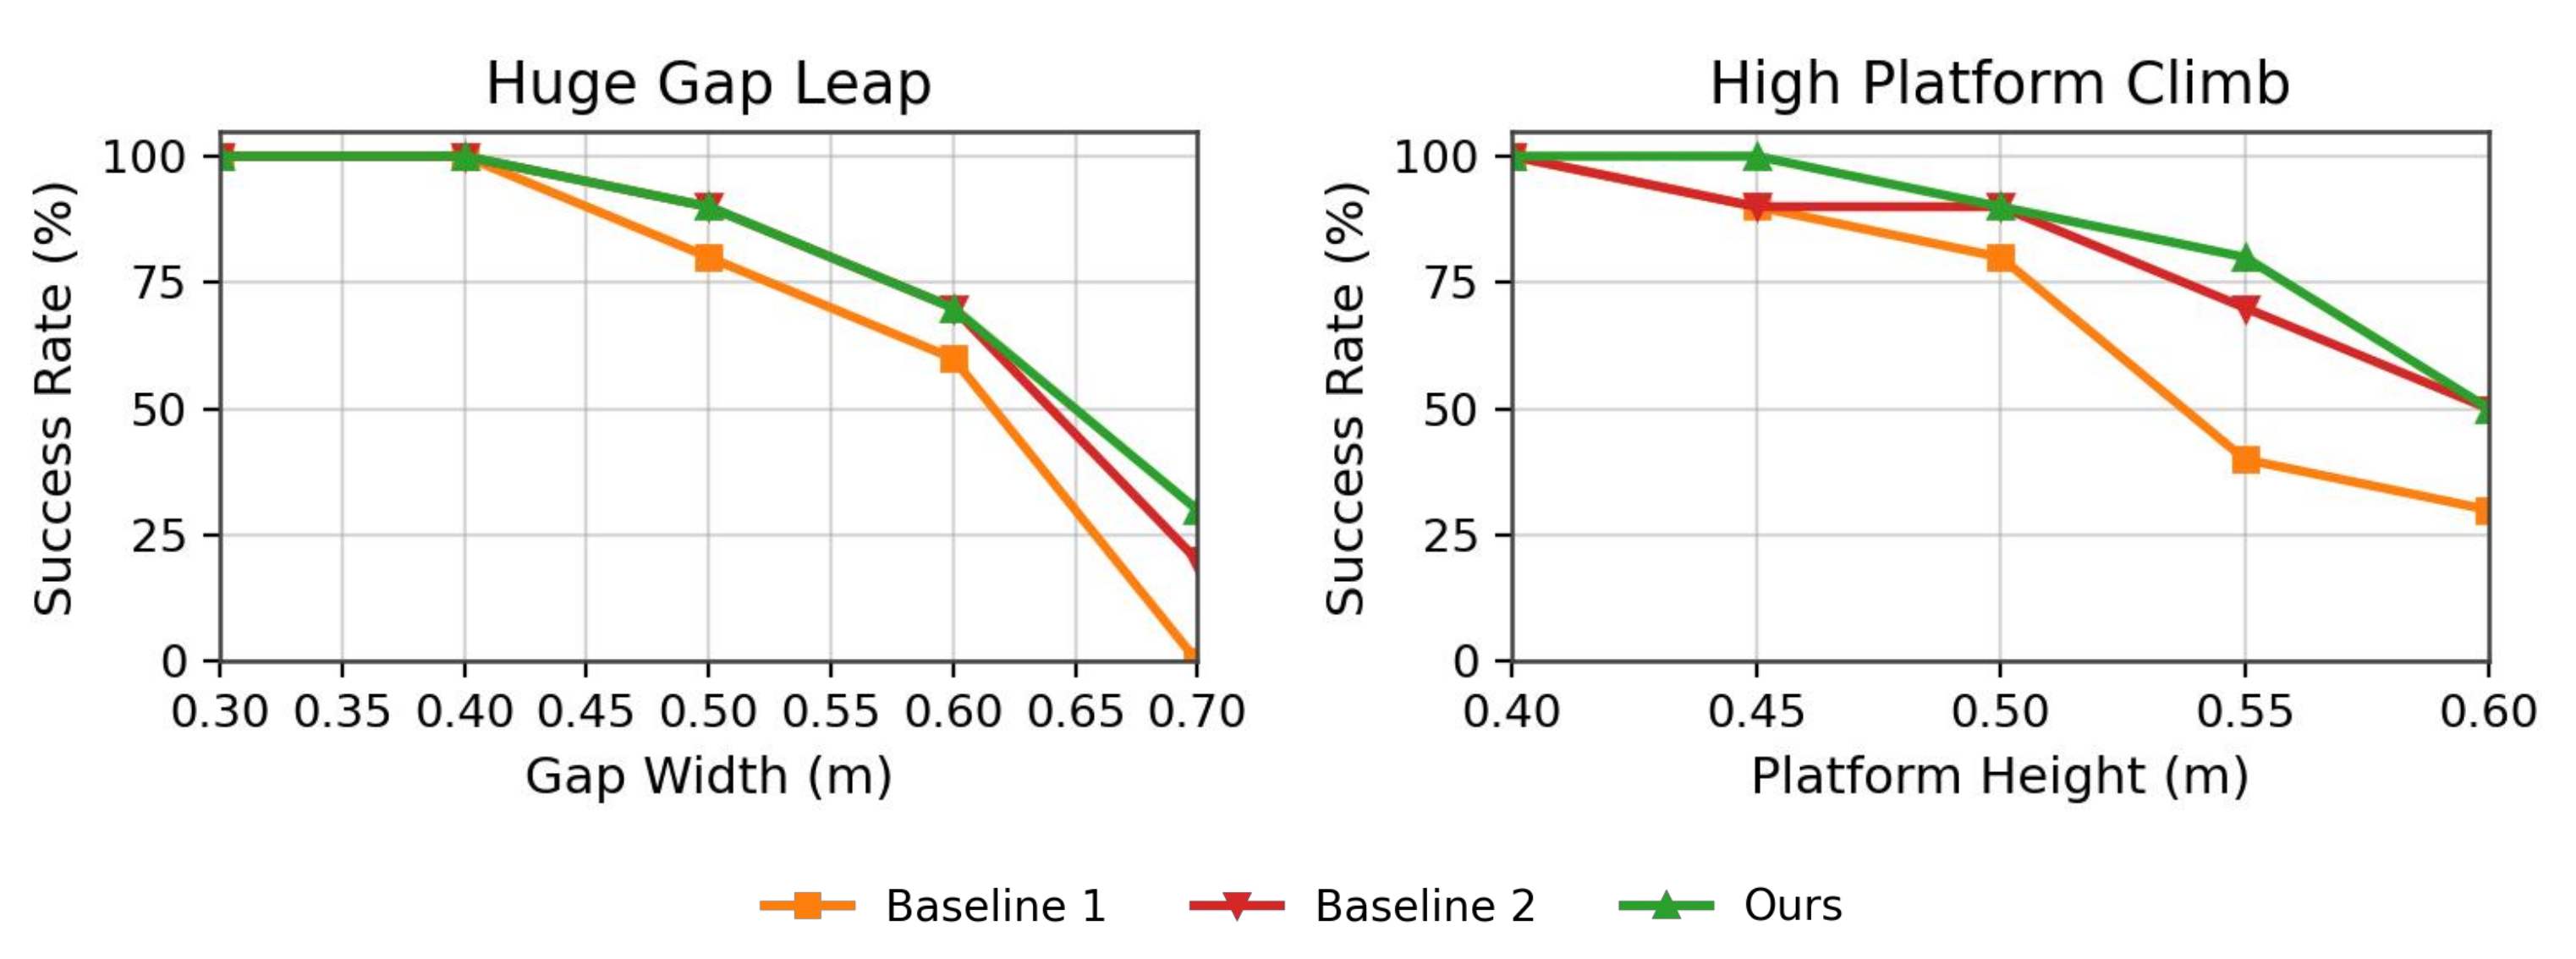 Huge Gap Leap
Success Rate (%)
100
75
50
25
0
0.30 0.35 0.40 0.45 0.50 0.55 0.60 0.65 0.70
Gap Width (m)
High Platform Climb
Success Rate (%)
100
75
50
25
0
0.40 0.45 0.50 0.55 0.60
Platform Height (m)
Baseline 1 Baseline 2 Ours